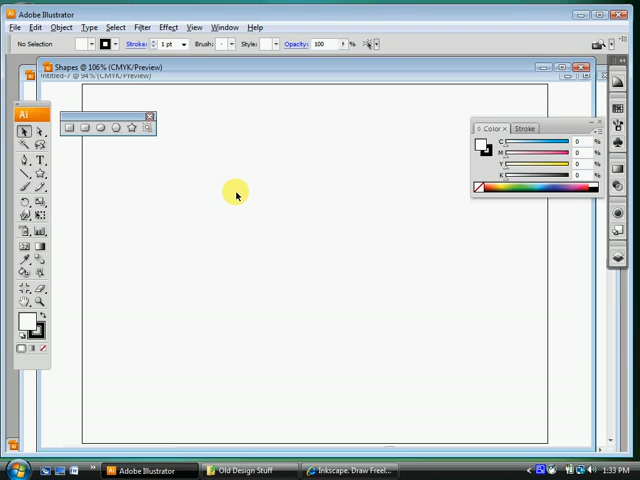 Adobe Illustrator
File Edit Object Type Select Filter Effect View Window Help
No Selection Stroke: 1 pt Brush: Style: Opacity: 100 %
Shapes @ 106% (CMYK/Preview)
Untitled-7 @ 94% (CMYK/Preview)
Ai
Color Stroke
C 0 %
M 0 %
Y 0 %
K 0 %
T
Adobe Illustrator Old Design Stuff Inkscape. Draw Freel... 1:33 PM